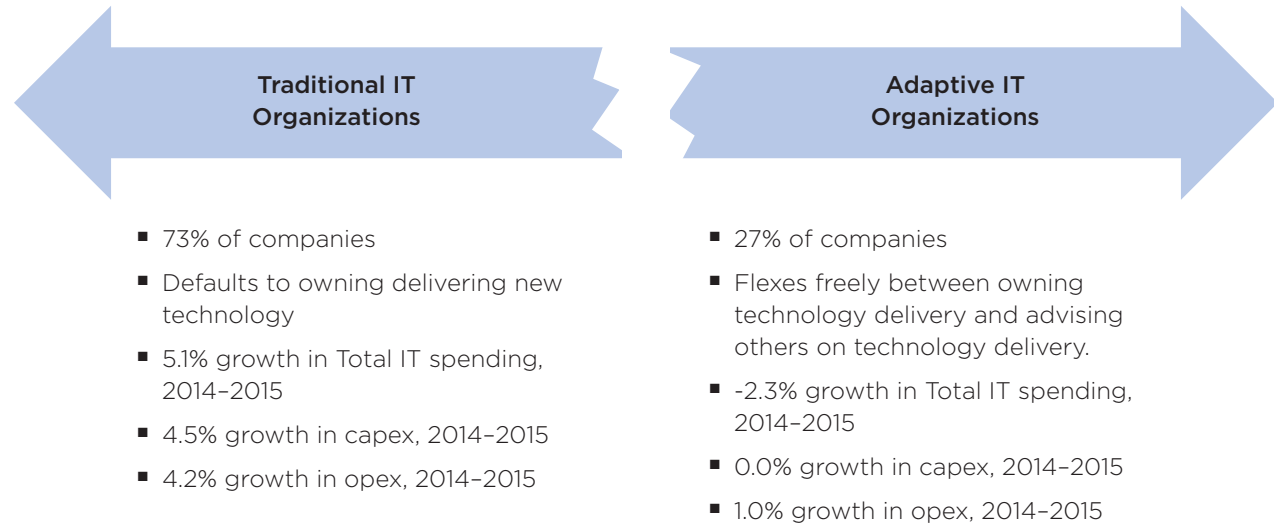 Traditional IT
Organizations
■ 73% of companies
■ Defaults to owning delivering new
technology
■ 5.1% growth in Total IT spending,
2014–2015
■ 4.5% growth in capex, 2014–2015
■ 4.2% growth in opex, 2014–2015
Adaptive IT
Organizations
■ 27% of companies
■ Flexes freely between owning
technology delivery and advising
others on technology delivery.
■ -2.3% growth in Total IT spending,
2014–2015
■ 0.0% growth in capex, 2014–2015
■ 1.0% growth in opex, 2014–2015